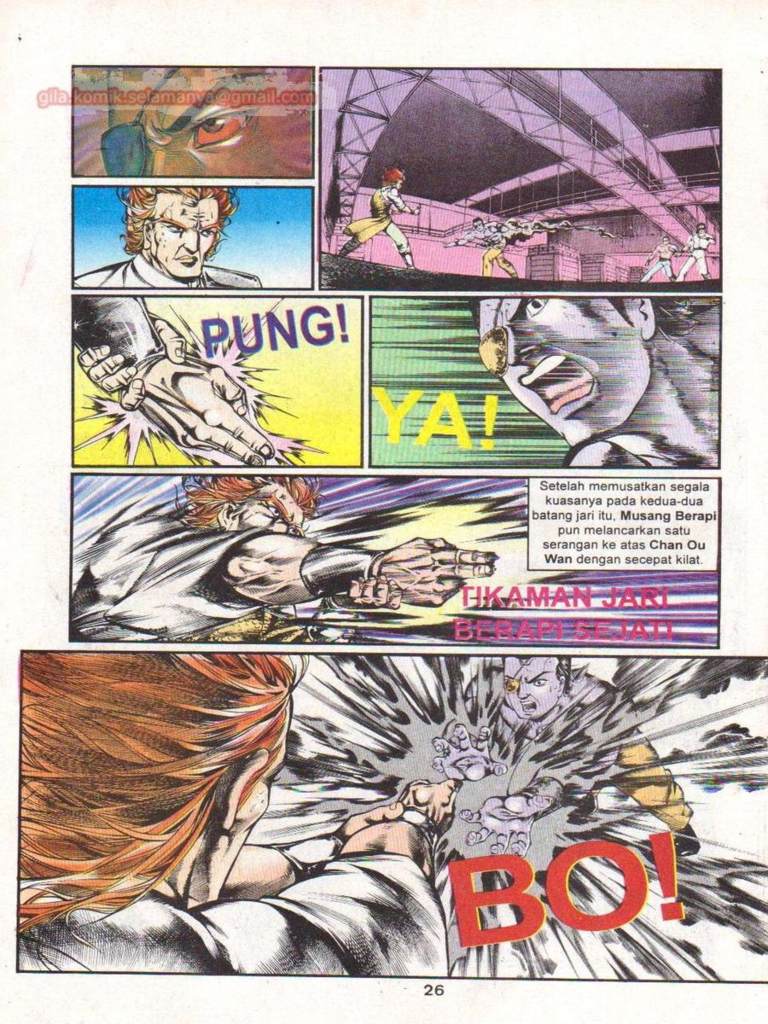 gila.komik.selamanya@gmail.com
PUNG!
YA!
Setelah memusatkan segala
kuasanya pada kedua-dua
batang jari itu, Musang Berapi
pun melancarkan satu
serangan ke atas Chan Ou
Wan dengan secepat kilat.
TIKAMAN JARI
BERAPI SEJATI
BO!
26